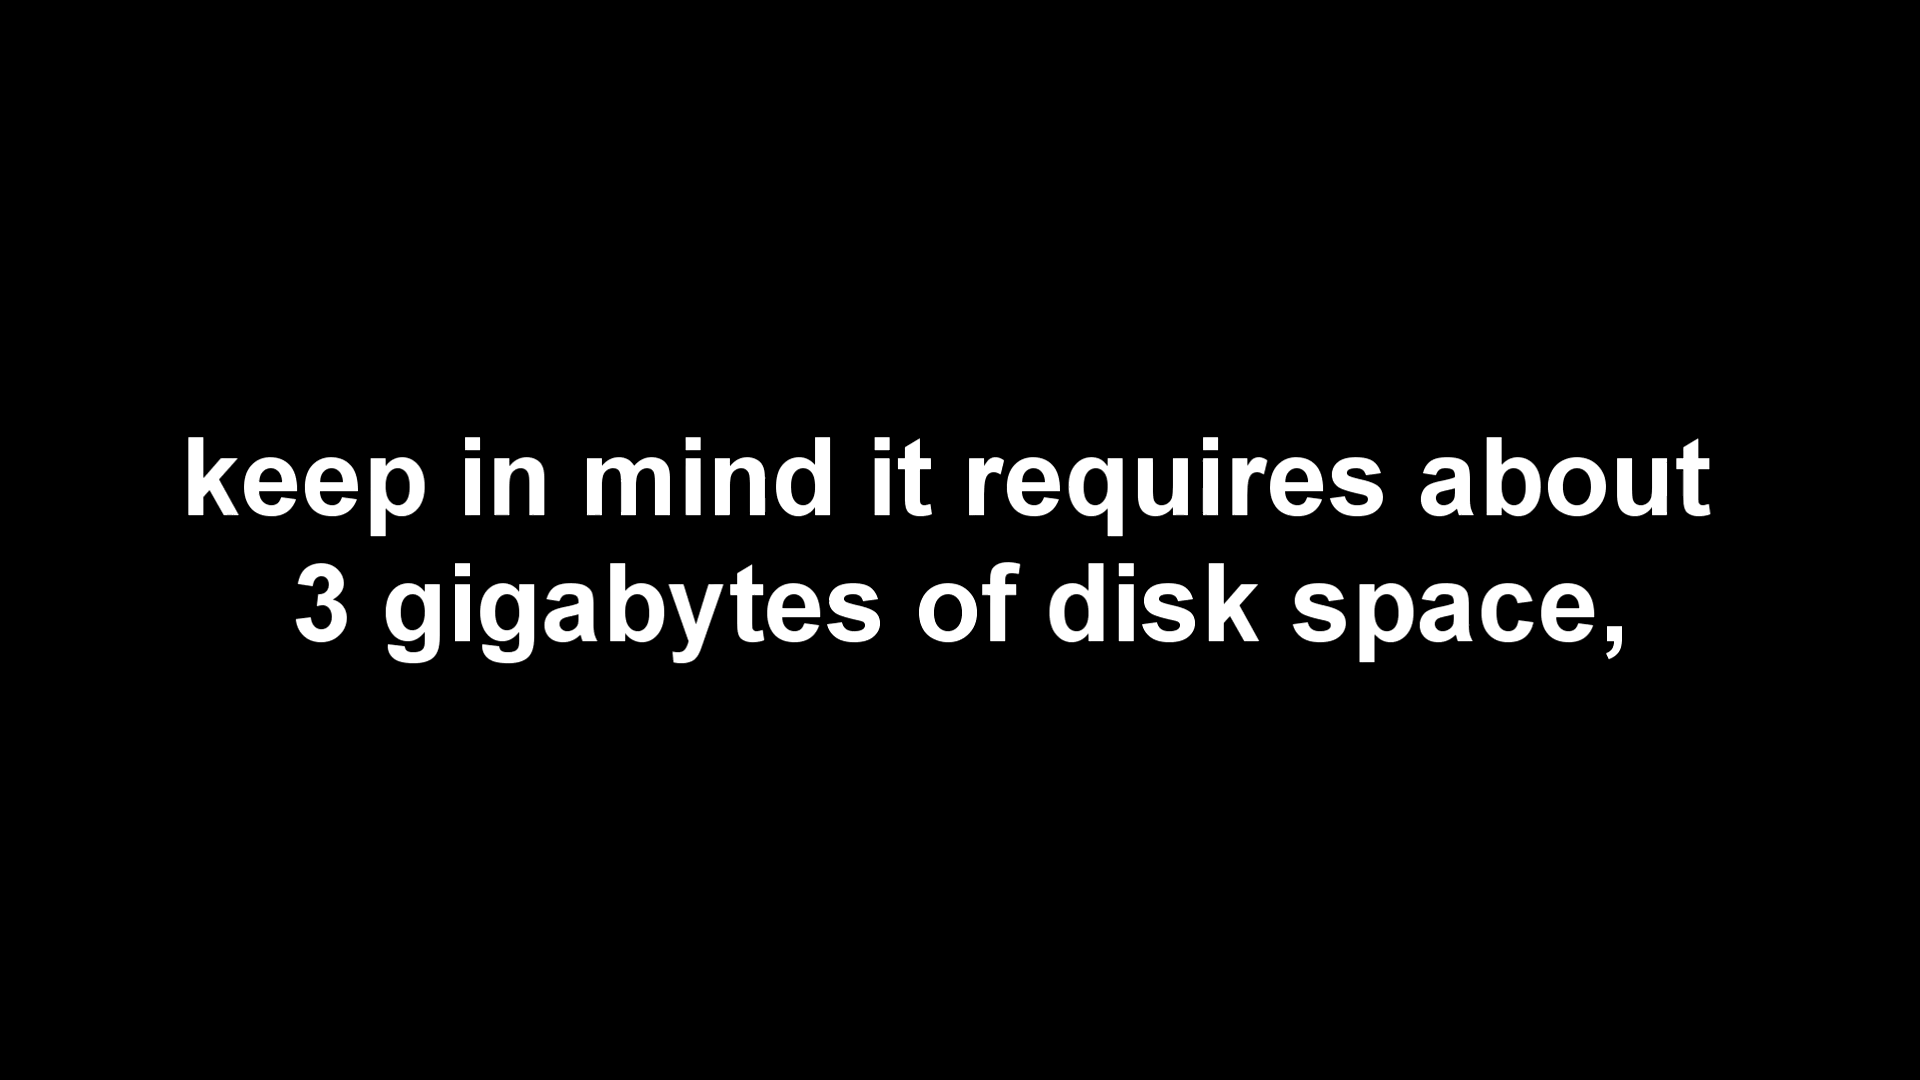 keep in mind it requires about
3 gigabytes of disk space,